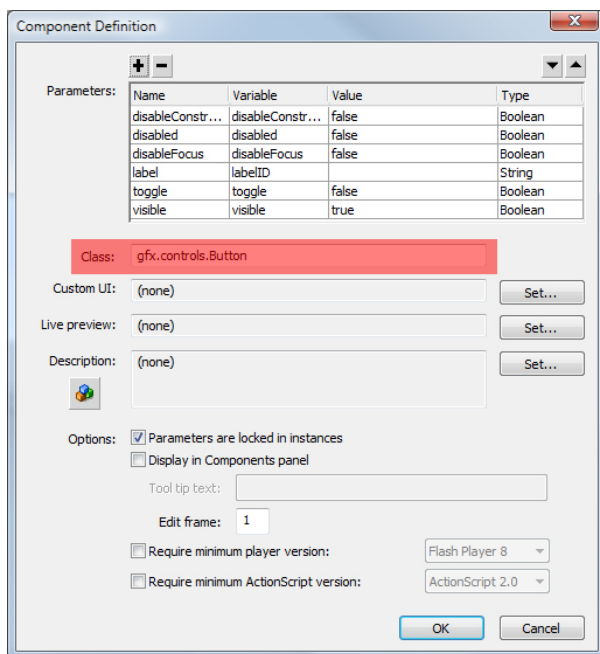 Component Definition
Parameters:
Name Variable Value Type
disableConstr... disableConstr... false Boolean
disabled disabled false Boolean
disableFocus disableFocus false Boolean
label labelID String
toggle toggle false Boolean
visible visible true Boolean
Class: gfx.controls.Button
Custom UI: (none) Set...
Live preview: (none) Set...
Description: (none) Set...
Options: Parameters are locked in instances
Display in Components panel
Tool tip text:
Edit frame: 1
Require minimum player version: Flash Player 8
Require minimum ActionScript version: ActionScript 2.0
OK Cancel